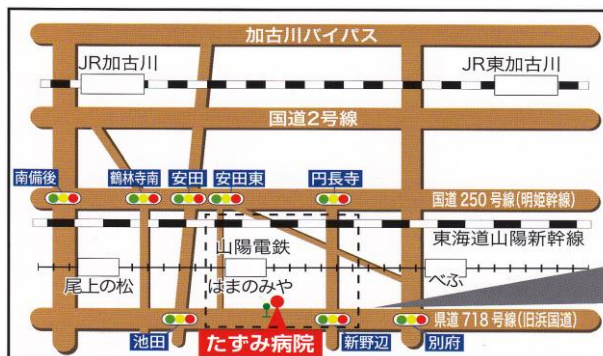 加古川バイパス
JR加古川
JR東加古川
国道2号線
南備後
鶴林寺南
安田
安田東
円長寺
国道250号線(明姫幹線)
東海道山陽新幹線
山陽電鉄
尾上の松
はまのみや
べふ
県道718号線(旧浜国道)
池田
新野辺
別府
たずみ病院